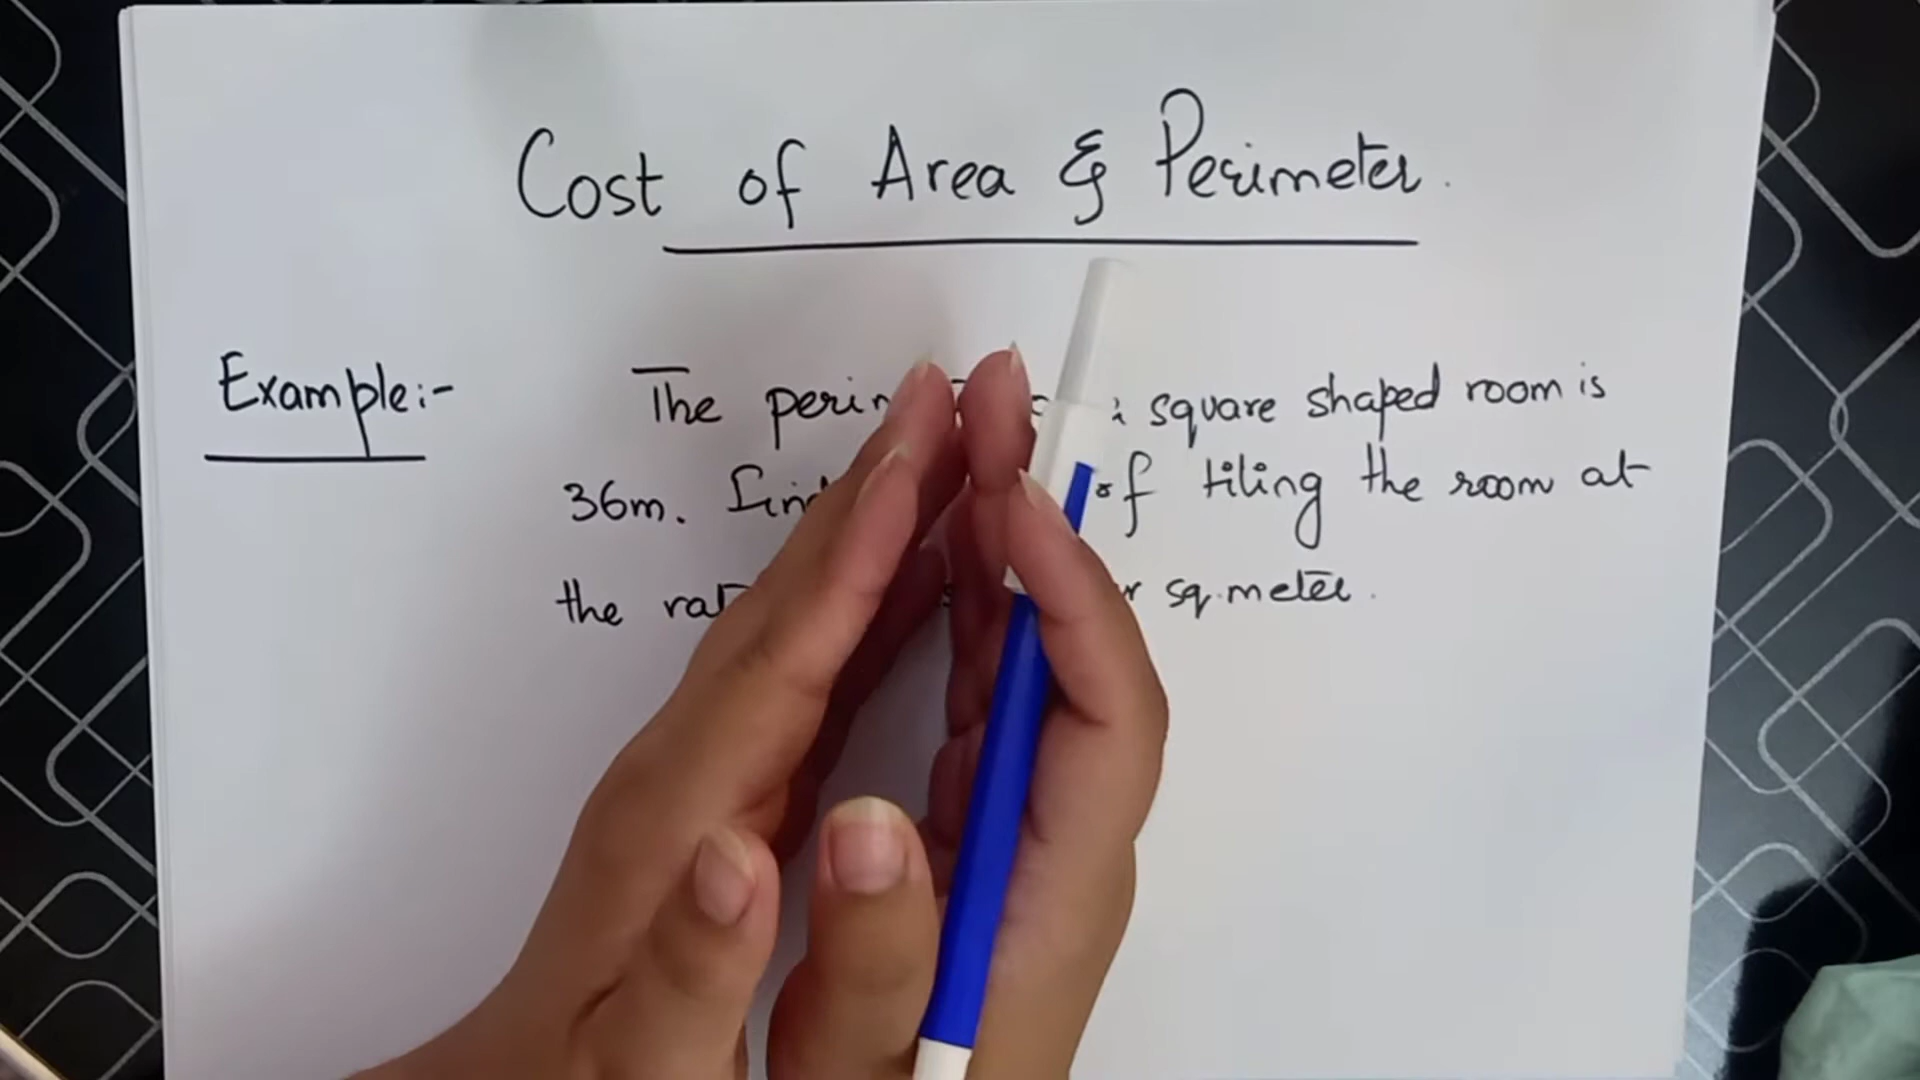 Cost of Area & Perimeter.
Example:- The square shaped room is
36m. of tiling the room at
the sq.meter.